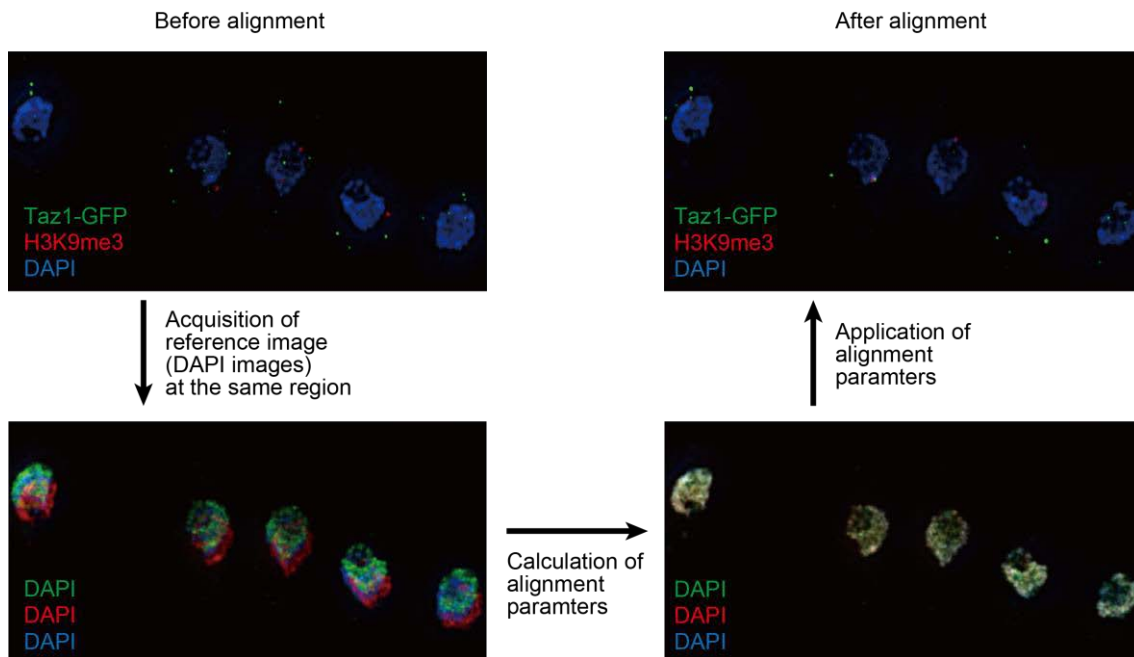 Before alignment
After alignment
Taz1-GFP
H3K9me3
DAPI
Taz1-GFP
H3K9me3
DAPI
Acquisition of
reference image
(DAPI images)
at the same region
Application of
alignment
paramters
DAPI
DAPI
DAPI
Calculation of
alignment
paramters
DAPI
DAPI
DAPI